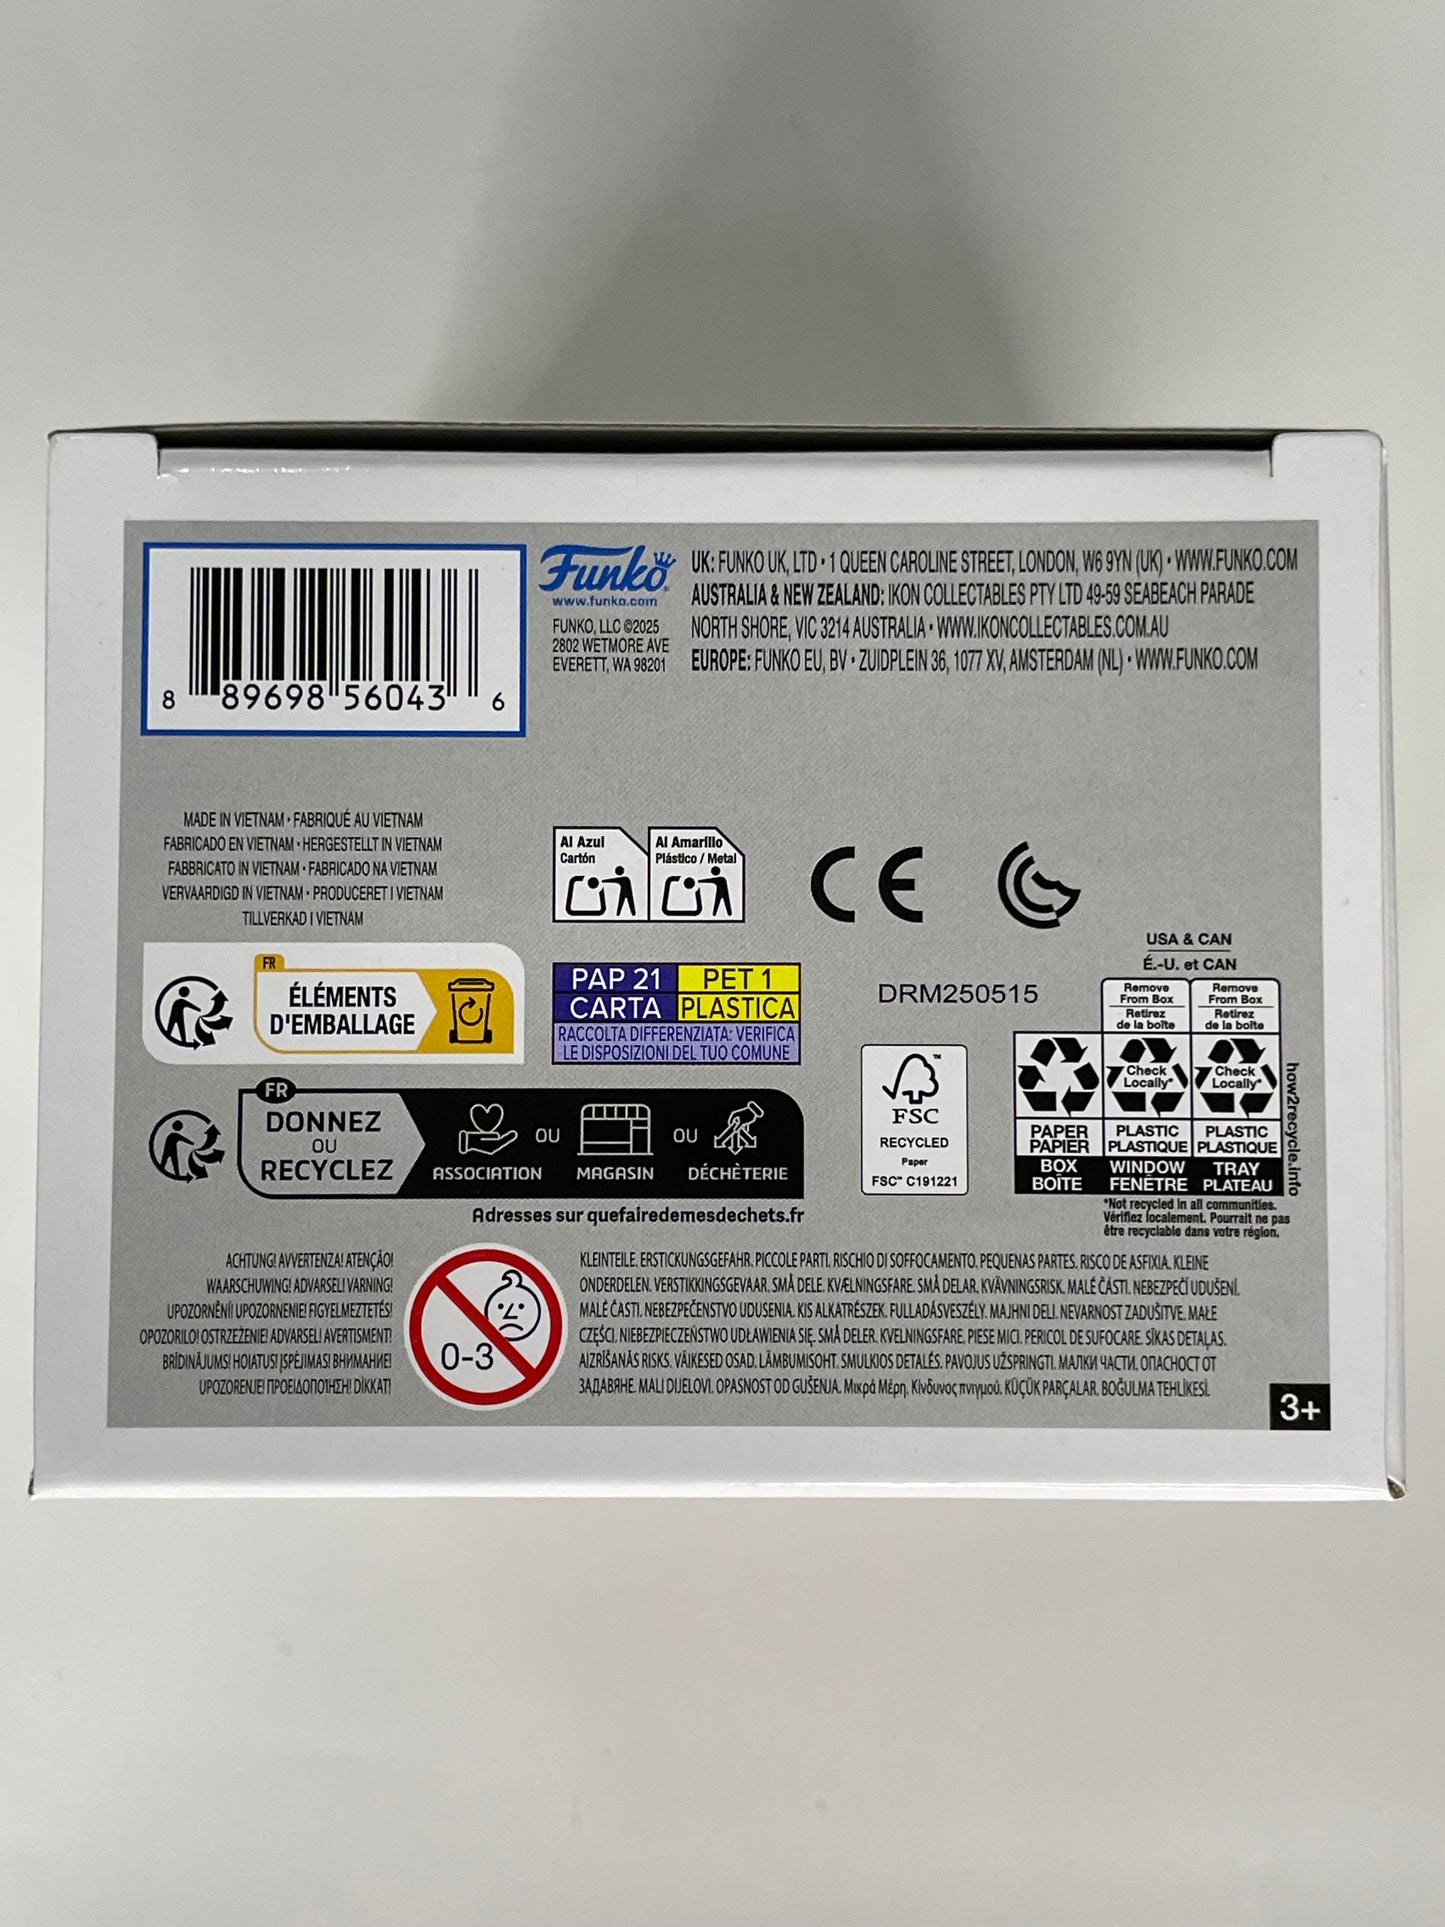 8 89698 56043 6
Funko
www.funko.com
FUNKO, LLC ©2025
2802 WETMORE AVE
EVERETT, WA 98201
UK: FUNKO UK, LTD • 1 QUEEN CAROLINE STREET, LONDON, W6 9YN (UK) • WWW.FUNKO.COM
AUSTRALIA & NEW ZEALAND: IKON COLLECTABLES PTY LTD 49-59 SEABEACH PARADE
NORTH SHORE, VIC 3214 AUSTRALIA • WWW.IKONCOLLECTABLES.COM.AU
EUROPE: FUNKO EU, BV • ZUIDPLEIN 36, 1077 XV, AMSTERDAM (NL) • WWW.FUNKO.COM
MADE IN VIETNAM • FABRIQUÉ AU VIETNAM
FABRICADO EN VIETNAM • HERGESTELLT IN VIETNAM
FABBRICATO IN VIETNAM • FABRICADO NA VIETNAM
VERVAARDIGD IN VIETNAM • PRODUCERET I VIETNAM
TILLVERKAD I VIETNAM
Al Azul
Cartón
Al Amarillo
Plástico / Metal
CE
FR
ÉLÉMENTS
D'EMBALLAGE
PAP 21
CARTA
PET 1
PLASTICA
RACCOLTA DIFFERENZIATA: VERIFICA
LE DISPOSIZIONI DEL TUO COMUNE
DRM250515
USA & CAN
É.-U. et CAN
Remove
From Box
Retirez
de la boîte
Remove
From Box
Retirez
de la boîte
Check
Locally*
Check
Locally*
PAPER
PAPIER
BOX
BOÎTE
PLASTIC
PLASTIQUE
WINDOW
FENÊTRE
PLASTIC
PLASTIQUE
TRAY
PLATEAU
how2recycle.info
*Not recycled in all communities.
Vérifiez localement. Pourrait ne pas
être recyclable dans votre région.
FSC™
RECYCLED
Paper
FSC™ C191221
FR
DONNEZ
OU
RECYCLEZ
ASSOCIATION
OU
MAGASIN
OU
DÉCHÈTERIE
Adresses sur quefairedemesdechets.fr
ACHTUNG! AVVERTENZA! ATENÇÃO!
WAARSCHUWING! ADVARSEL! VARNING!
UPOZORNĚNÍ! UPOZORNENIE! FIGYELMEZTETÉS!
OPOZORILO! OSTRZEŻENIE! ADVARSEL! AVERTISMENT!
BRĪDINĀJUMS! HOIATUS! ĮSPĖJIMAS! ВНИМАНИЕ!
UPOZORENJE! ΠΡΟΕΙΔΟΠΟΊΗΣΗ! DİKKAT!
0-3
KLEINTEILE. ERSTICKUNGSGEFAHR. PICCOLE PARTI. RISCHIO DI SOFFOCAMENTO. PEQUENAS PARTES. RISCO DE ASFIXIA. KLEINE
ONDERDELEN. VERSTIKKINGSGEVAAR. SMÅ DELE. KVÆLNINGSFARE. SMÅ DELAR. KVÄVNINGSRISK. MALÉ ČÁSTI. NEBEZPEČÍ UDUŠENÍ.
MALÉ ČASTI. NEBEZPEČENSTVO UDUSENIA. KIS ALKATRÉSZEK. FULLADÁSVESZÉLY. MAJHNI DELI. NEVARNOST ZADUŠITVE. MAŁE
CZĘŚCI. NIEBEZPIECZEŃSTWO UDŁAWIENIA SIĘ. SMÅ DELER. KVELNINGSFARE. PIESE MICI. PERICOL DE SUFOCARE. SĪKAS DETAĻAS.
AIZRĪŠANĀS RISKS. VÄIKESED OSAD. LÄMBUMISOHT. SMULKIOS DETALĖS. PAVOJUS UŽSPRINGTI. МАЛКИ ЧАСТИ. ОПАСНОСТ ОТ
ЗАДАВЯНЕ. MALI DIJELOVI. OPASNOST OD GUŠENJA. Μικρά Μέρη. Κίνδυνος πνιγμού. KÜÇÜK PARÇALAR. BOĞULMA TEHLİKESİ.
3+